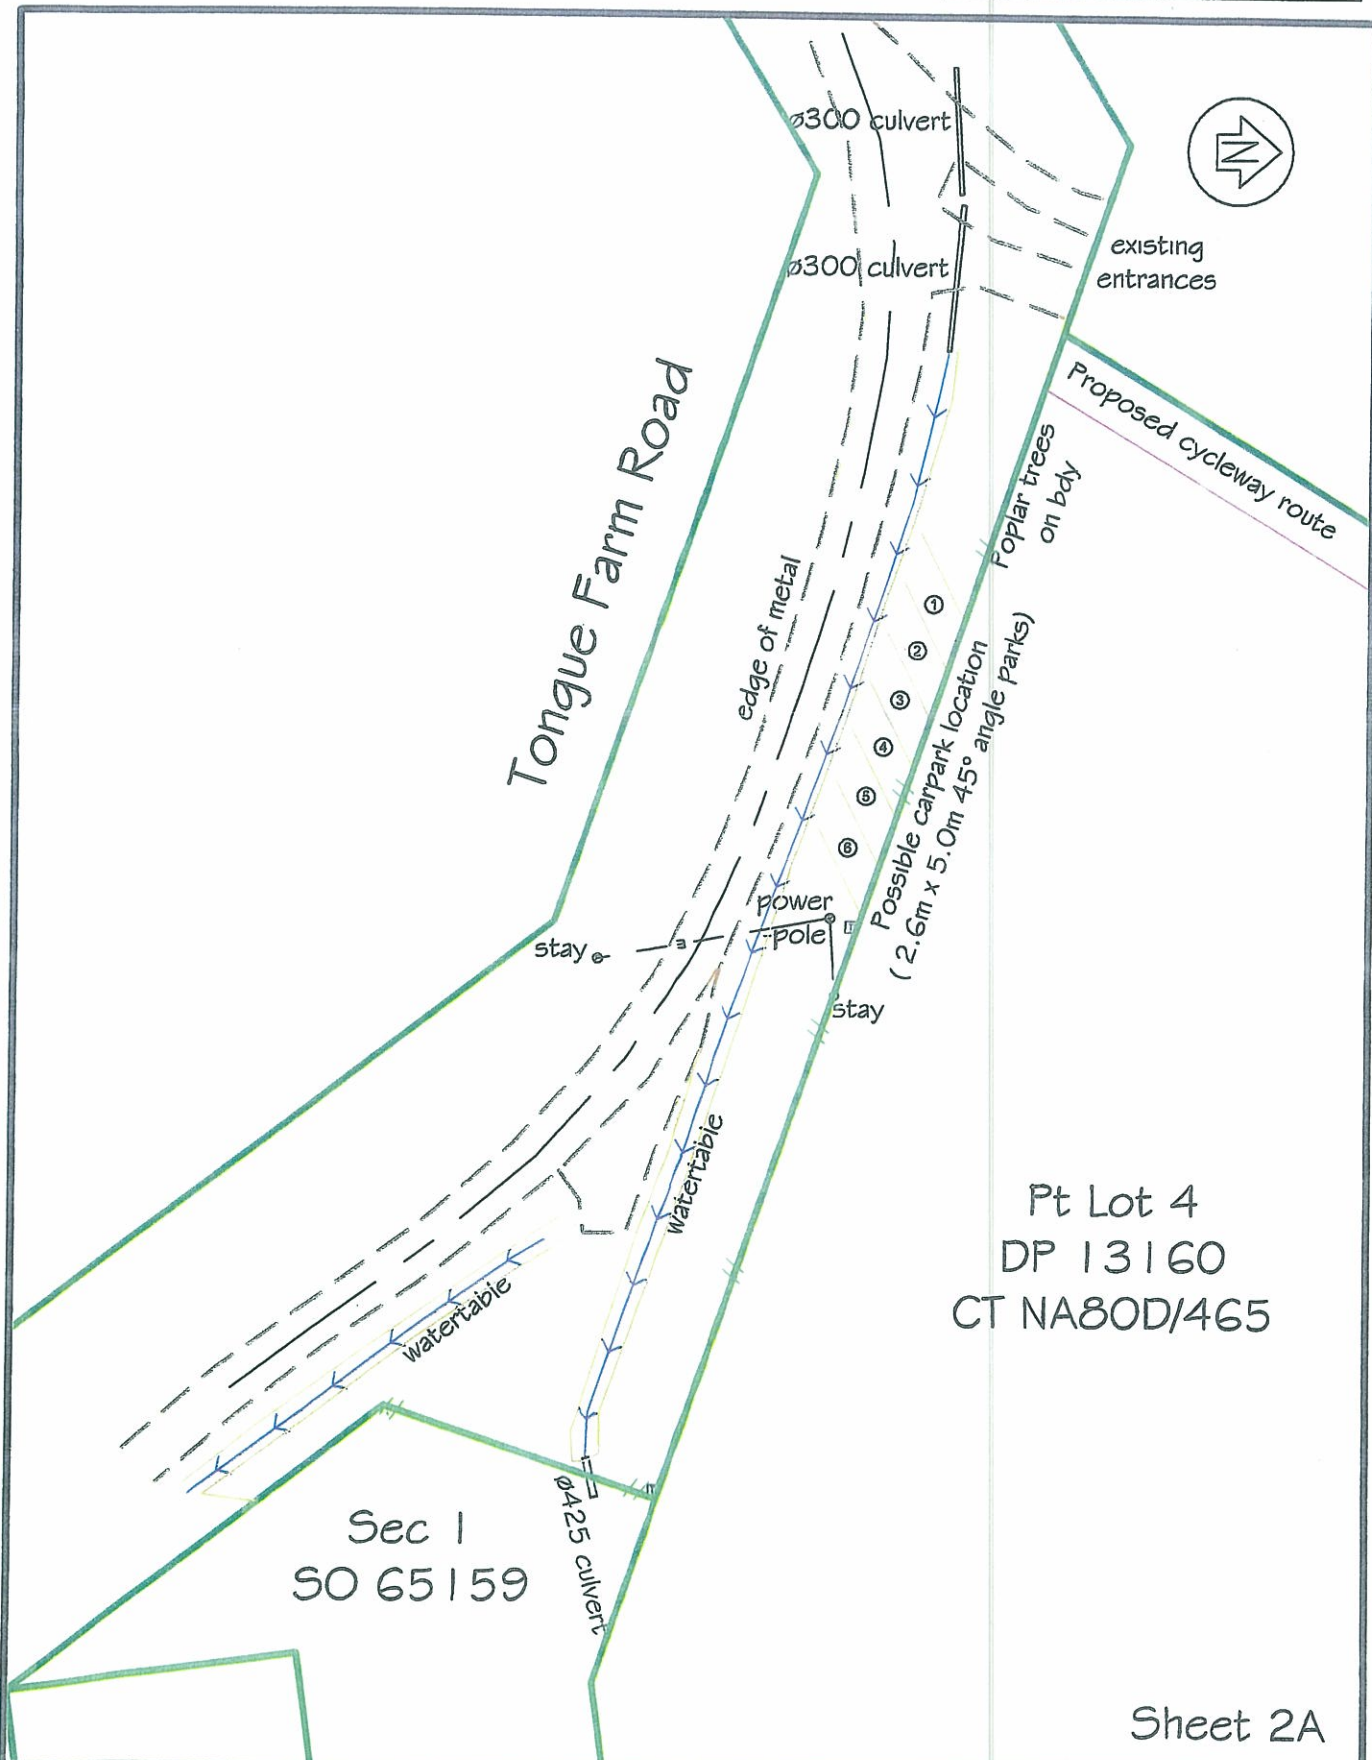 ø300 culvert
N
existing
entrances
ø300 culvert
Proposed cycleway route
Tongue Farm Road
Poplar trees
on bdy
edge of metal
1
2
3
4
5
6
Possible carpark location
(2.6m x 5.0m 45° angle parks)
power
pole
stay
stay
watertable
watertable
Pt Lot 4
DP 13160
CT NA80D/465
ø425 culvert
Sec 1
SO 65159
Sheet 2A